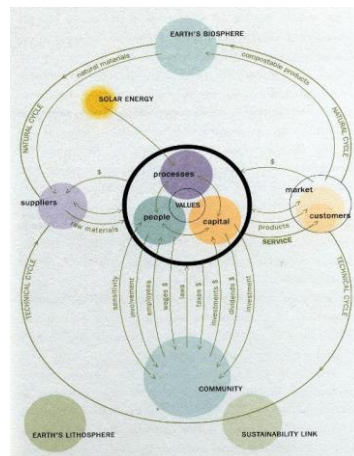 EARTH'S BIOSPHERE
natural materials
compostable products
SOLAR ENERGY
NATURAL CYCLE
NATURAL CYCLE
$
$
processes
suppliers
VALUES
people
capital
market
customers
raw materials
products
SERVICE
TECHNICAL CYCLE
TECHNICAL CYCLE
sensitivity
involvement
employees
wages $
laws
taxes $
investments $
dividends $
investment
COMMUNITY
EARTH'S LITHOSPHERE
SUSTAINABILITY LINK